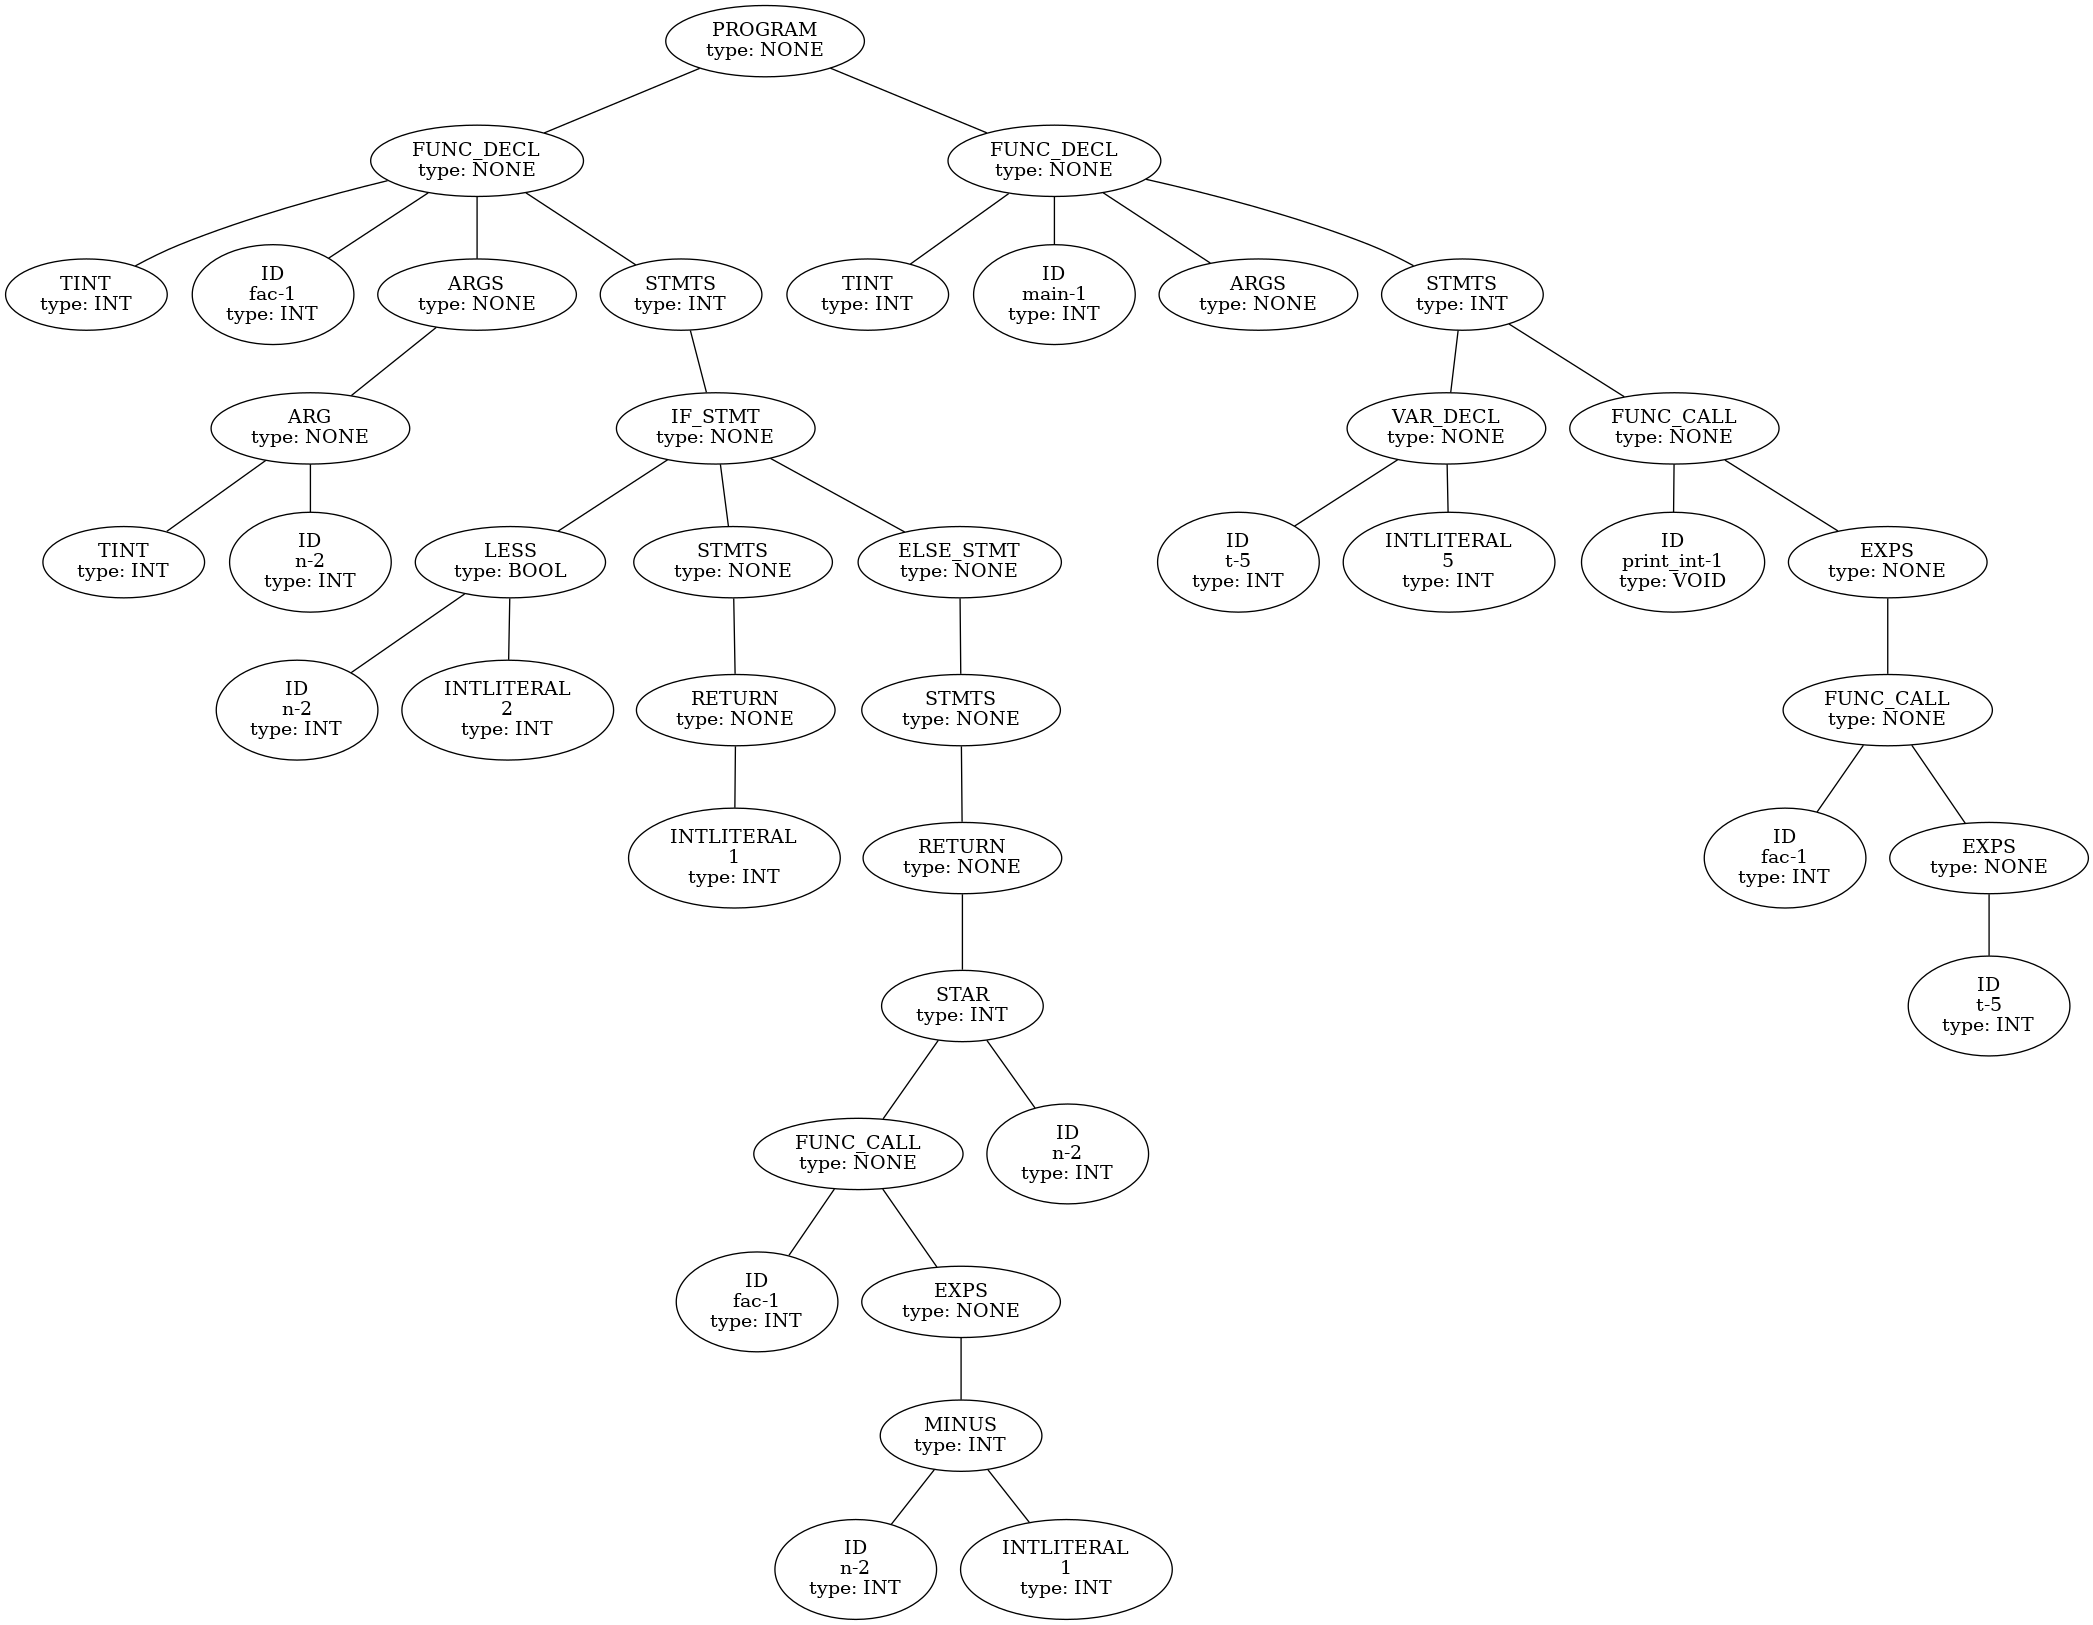 PROGRAM
type: NONE
FUNC_DECL
type: NONE
FUNC_DECL
type: NONE
TINT
type: INT
ID
fac-1
type: INT
ARGS
type: NONE
STMTS
type: INT
TINT
type: INT
ID
main-1
type: INT
ARGS
type: NONE
STMTS
type: INT
ARG
type: NONE
IF_STMT
type: NONE
VAR_DECL
type: NONE
FUNC_CALL
type: NONE
TINT
type: INT
ID
n-2
type: INT
LESS
type: BOOL
STMTS
type: NONE
ELSE_STMT
type: NONE
ID
t-5
type: INT
INTLITERAL
5
type: INT
ID
print_int-1
type: VOID
EXPS
type: NONE
ID
n-2
type: INT
INTLITERAL
2
type: INT
RETURN
type: NONE
STMTS
type: NONE
FUNC_CALL
type: NONE
INTLITERAL
1
type: INT
RETURN
type: NONE
ID
fac-1
type: INT
EXPS
type: NONE
STAR
type: INT
ID
t-5
type: INT
FUNC_CALL
type: NONE
ID
n-2
type: INT
ID
fac-1
type: INT
EXPS
type: NONE
MINUS
type: INT
ID
n-2
type: INT
INTLITERAL
1
type: INT